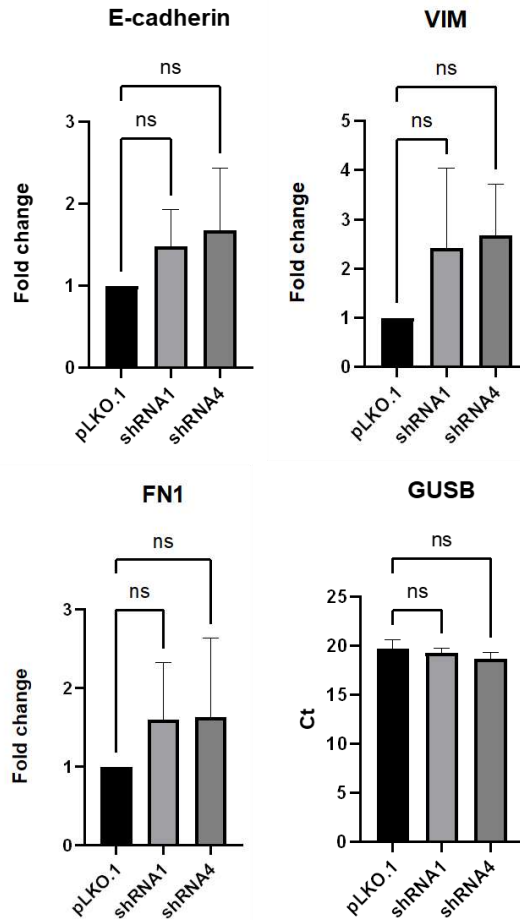 E-cadherin
ns
ns
Fold change
3
2
1
0
pLKO.1
shRNA1
shRNA4
VIM
ns
ns
Fold change
5
4
3
2
1
0
pLKO.1
shRNA1
shRNA4
FN1
ns
ns
Fold change
3
2
1
0
pLKO.1
shRNA1
shRNA4
GUSB
ns
ns
Ct
25
20
15
10
5
0
pLKO.1
shRNA1
shRNA4